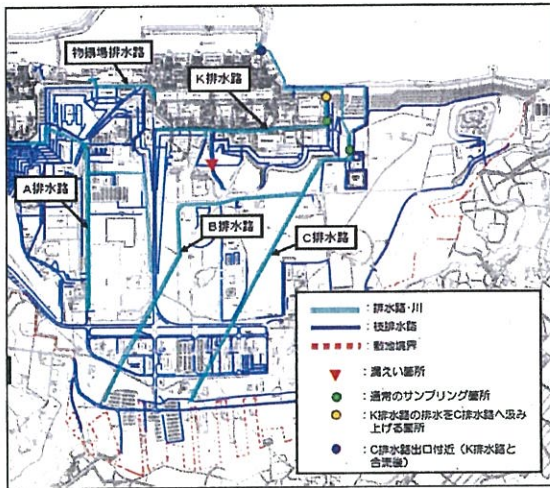 物揚場排水路
K排水路
A排水路
B排水路
C排水路
:排水路・川
:枝排水路
:敷地境界
:漏えい箇所
:通常のサンプリング箇所
:K排水路の排水をC排水路へ汲み
上げる箇所
:C排水路出口付近(K排水路と
合流後)